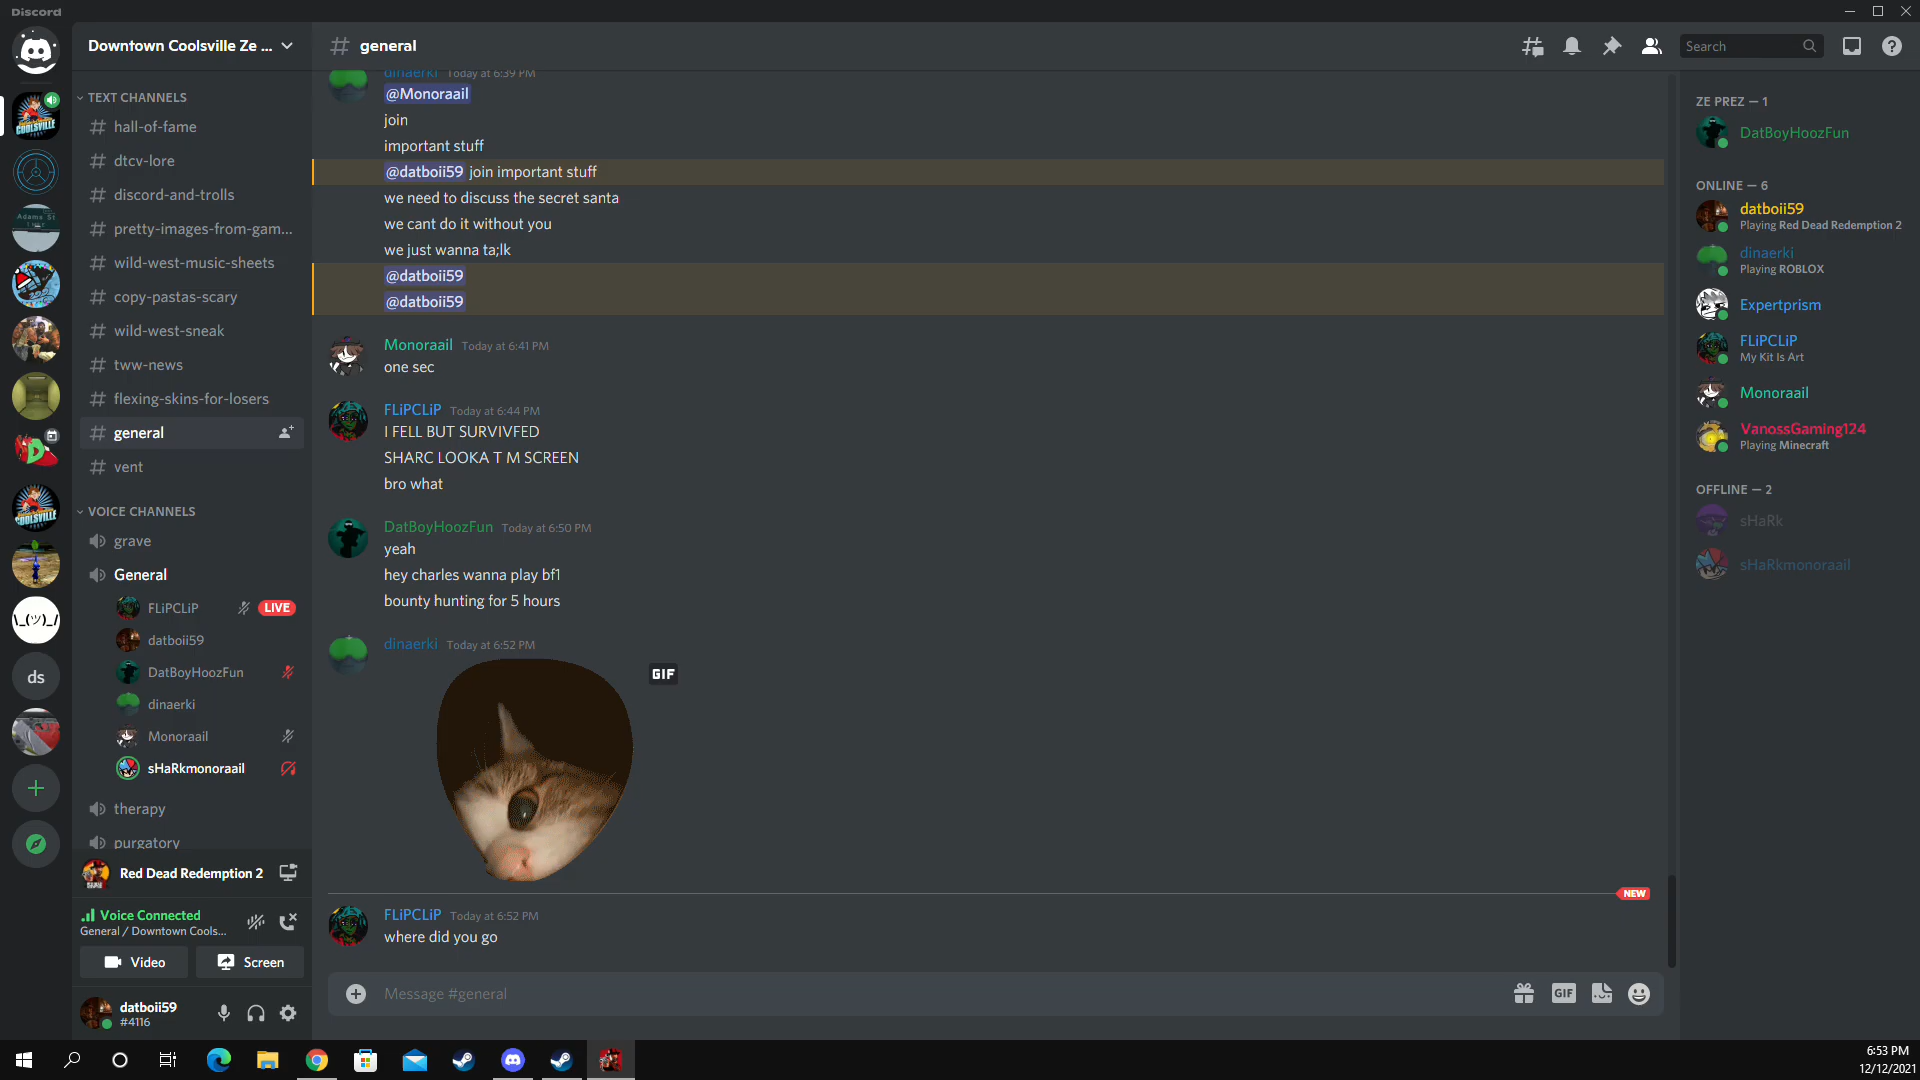 Discord
Downtown Coolsville Ze ...
general
Search
TEXT CHANNELS
hall-of-fame
dtcv-lore
discord-and-trolls
pretty-images-from-gam...
wild-west-music-sheets
copy-pastas-scary
wild-west-sneak
tww-news
flexing-skins-for-losers
general
vent
VOICE CHANNELS
grave
General
FLiPCLiP LIVE
datboii59
DatBoyHoozFun
dinaerki
Monoraail
sHaRkmonoraail
therapy
purgatory
COOLSVILLE
Adams St
COOLSVILLE
\_(ツ)_/
ds
Red Dead Redemption 2
Voice Connected
General / Downtown Cools...
Video
Screen
datboii59
#4116
dinaerki Today at 6:39 PM
@Monoraail
join
important stuff
@datboii59 join important stuff
we need to discuss the secret santa
we cant do it without you
we just wanna ta;lk
@datboii59
@datboii59
Monoraail Today at 6:41 PM
one sec
FLiPCLiP Today at 6:44 PM
I FELL BUT SURVIVFED
SHARC LOOKA T M SCREEN
bro what
DatBoyHoozFun Today at 6:50 PM
yeah
hey charles wanna play bf1
bounty hunting for 5 hours
dinaerki Today at 6:52 PM
GIF
NEW
FLiPCLiP Today at 6:52 PM
where did you go
Message #general
GIF
ZE PREZ — 1
DatBoyHoozFun
ONLINE — 6
datboii59
Playing Red Dead Redemption 2
dinaerki
Playing ROBLOX
Expertprism
FLiPCLiP
My Kit Is Art
Monoraail
VanossGaming124
Playing Minecraft
OFFLINE — 2
sHaRk
sHaRkmonoraail
6:53 PM
12/12/2021